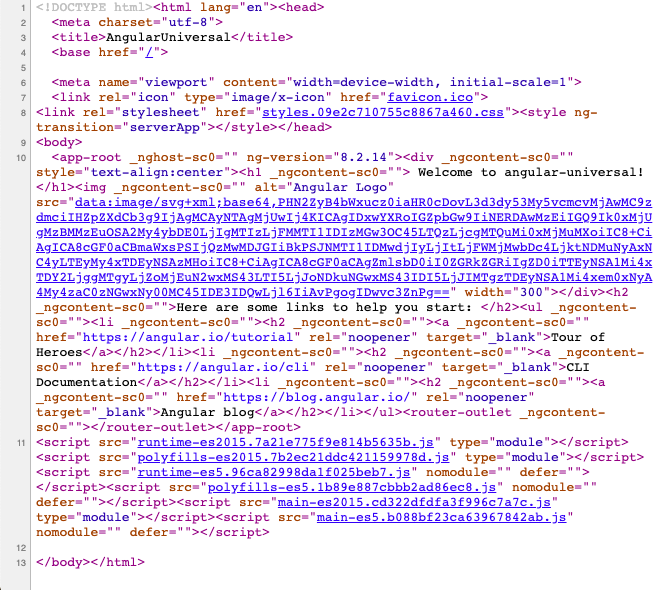 1 <!DOCTYPE html><html lang="en"><head>
2 <meta charset="utf-8">
3 <title>AngularUniversal</title>
4 <base href="/">
5
6 <meta name="viewport" content="width=device-width, initial-scale=1">
7 <link rel="icon" type="image/x-icon" href="favicon.ico">
8 <link rel="stylesheet" href="styles.09e2c710755c8867a460.css"><style ng-
transition="serverApp"></style></head>
9 <body>
10 <app-root _nghost-sc0="" ng-version="8.2.14"><div _ngcontent-sc0=""
style="text-align:center"><h1 _ngcontent-sc0=""> Welcome to angular-universal!
</h1><img _ngcontent-sc0="" alt="Angular Logo"
width="300"></div><h2
_ngcontent-sc0="">Here are some links to help you start: </h2><ul _ngcontent-
sc0=""><li _ngcontent-sc0=""><h2 _ngcontent-sc0=""><a _ngcontent-sc0=""
href="https://angular.io/tutorial" rel="noopener" target="_blank">Tour of
Heroes</a></h2></li><li _ngcontent-sc0=""><h2 _ngcontent-sc0=""><a _ngcontent-
sc0="" href="https://angular.io/cli" rel="noopener" target="_blank">CLI
Documentation</a></h2></li><li _ngcontent-sc0=""><h2 _ngcontent-sc0=""><a
_ngcontent-sc0="" href="https://blog.angular.io/" rel="noopener"
target="_blank">Angular blog</a></h2></li></ul><router-outlet _ngcontent-
sc0=""></router-outlet></app-root>
11 <script src="runtime-es2015.7a21e775f9e814b5635b.js" type="module"></script>
<script src="polyfills-es2015.7b2ec21ddc421159978d.js" type="module"></script>
<script src="runtime-es5.96ca82998da1f025beb7.js" nomodule="" defer="">
</script><script src="polyfills-es5.1b89e887cbbb2ad86ec8.js" nomodule=""
defer=""></script><script src="main-es2015.cd322dfdfa3f996c7a7c.js"
type="module"></script><script src="main-es5.b088bf23ca63967842ab.js"
nomodule="" defer=""></script>
12
13 </body></html>